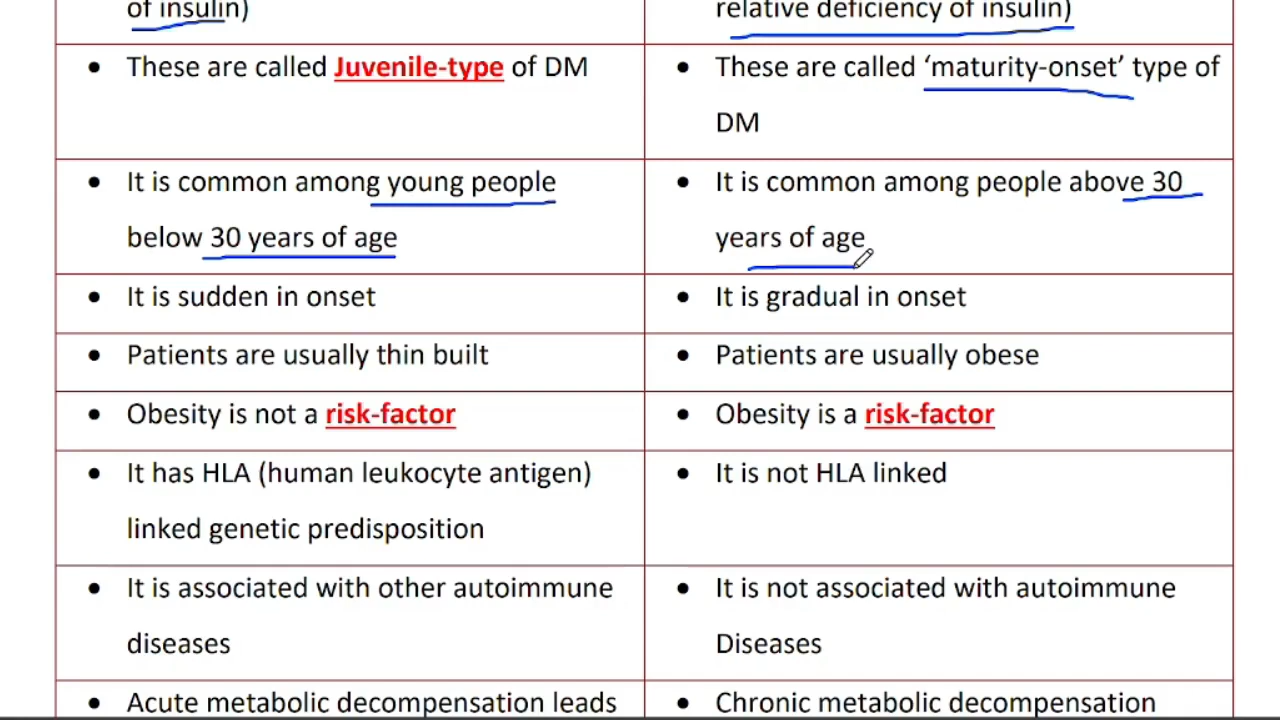 of insulin)
relative deficiency of insulin)
• These are called Juvenile-type of DM
• These are called ‘maturity-onset’ type of
DM
• It is common among young people
below 30 years of age
• It is common among people above 30
years of age
• It is sudden in onset
• It is gradual in onset
• Patients are usually thin built
• Patients are usually obese
• Obesity is not a risk-factor
• Obesity is a risk-factor
• It has HLA (human leukocyte antigen)
linked genetic predisposition
• It is not HLA linked
• It is associated with other autoimmune
diseases
• It is not associated with autoimmune
Diseases
• Acute metabolic decompensation leads
• Chronic metabolic decompensation